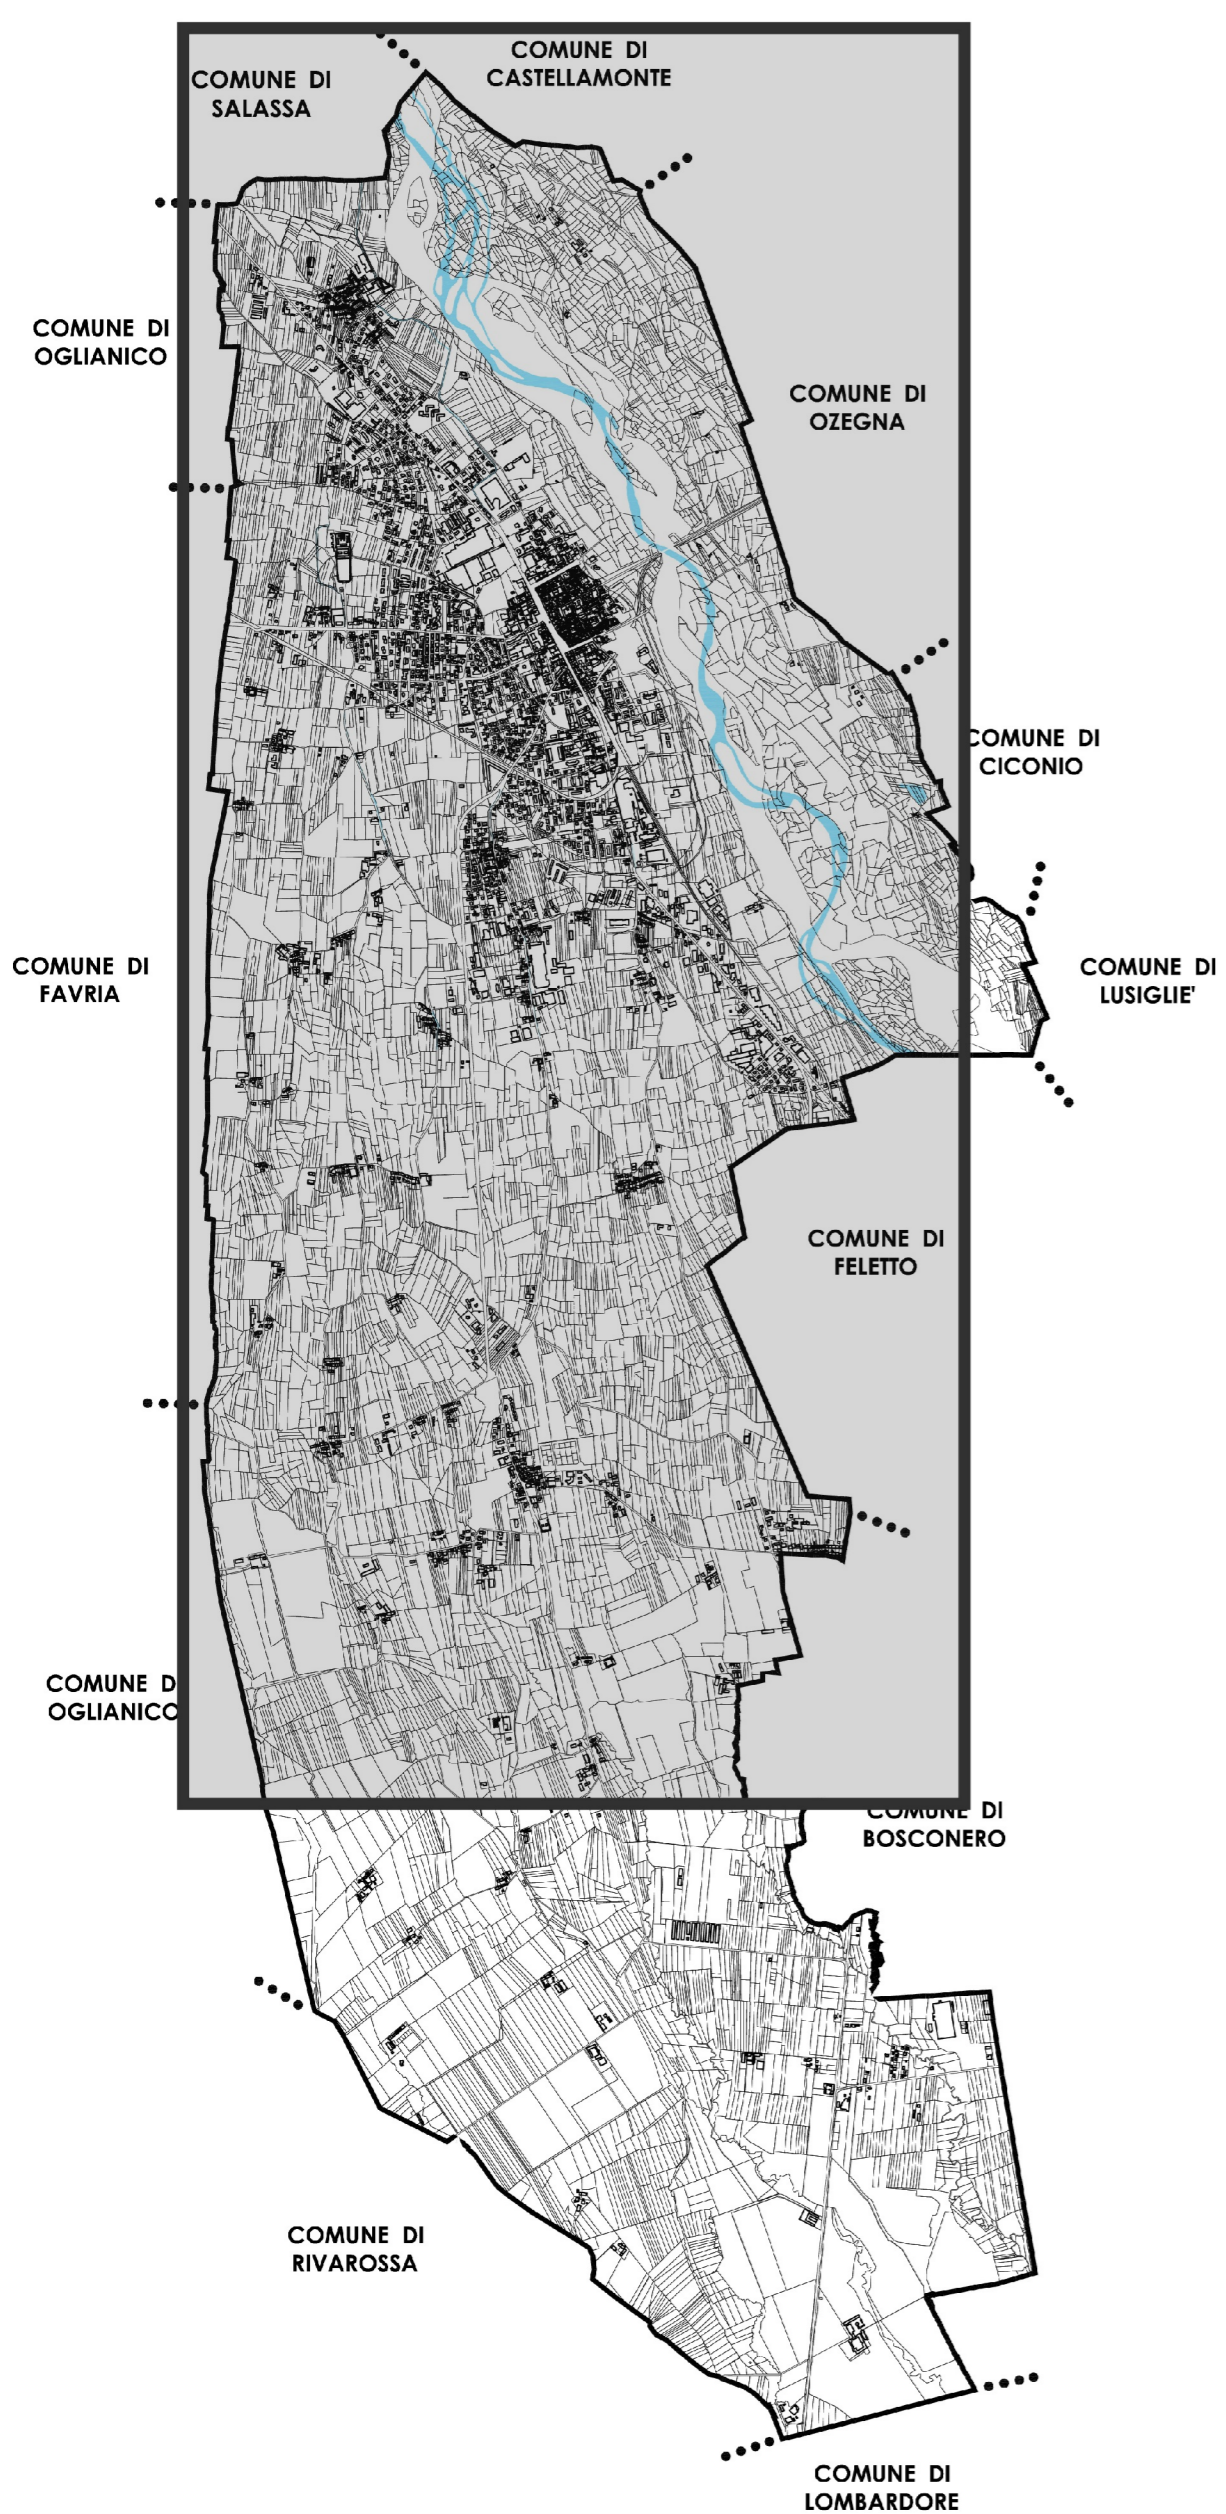 COMUNE DI
CASTELLAMONTE
COMUNE DI
SALASSA
COMUNE DI
OGLIANICO
COMUNE DI
OZEGNA
COMUNE DI
CICONIO
COMUNE DI
FAVRIA
COMUNE DI
LUSIGLIE'
COMUNE DI
FELETTO
COMUNE D
OGLIANICO
COMUNE DI
BOSCONERO
COMUNE DI
RIVAROSSA
COMUNE DI
LOMBARDORE